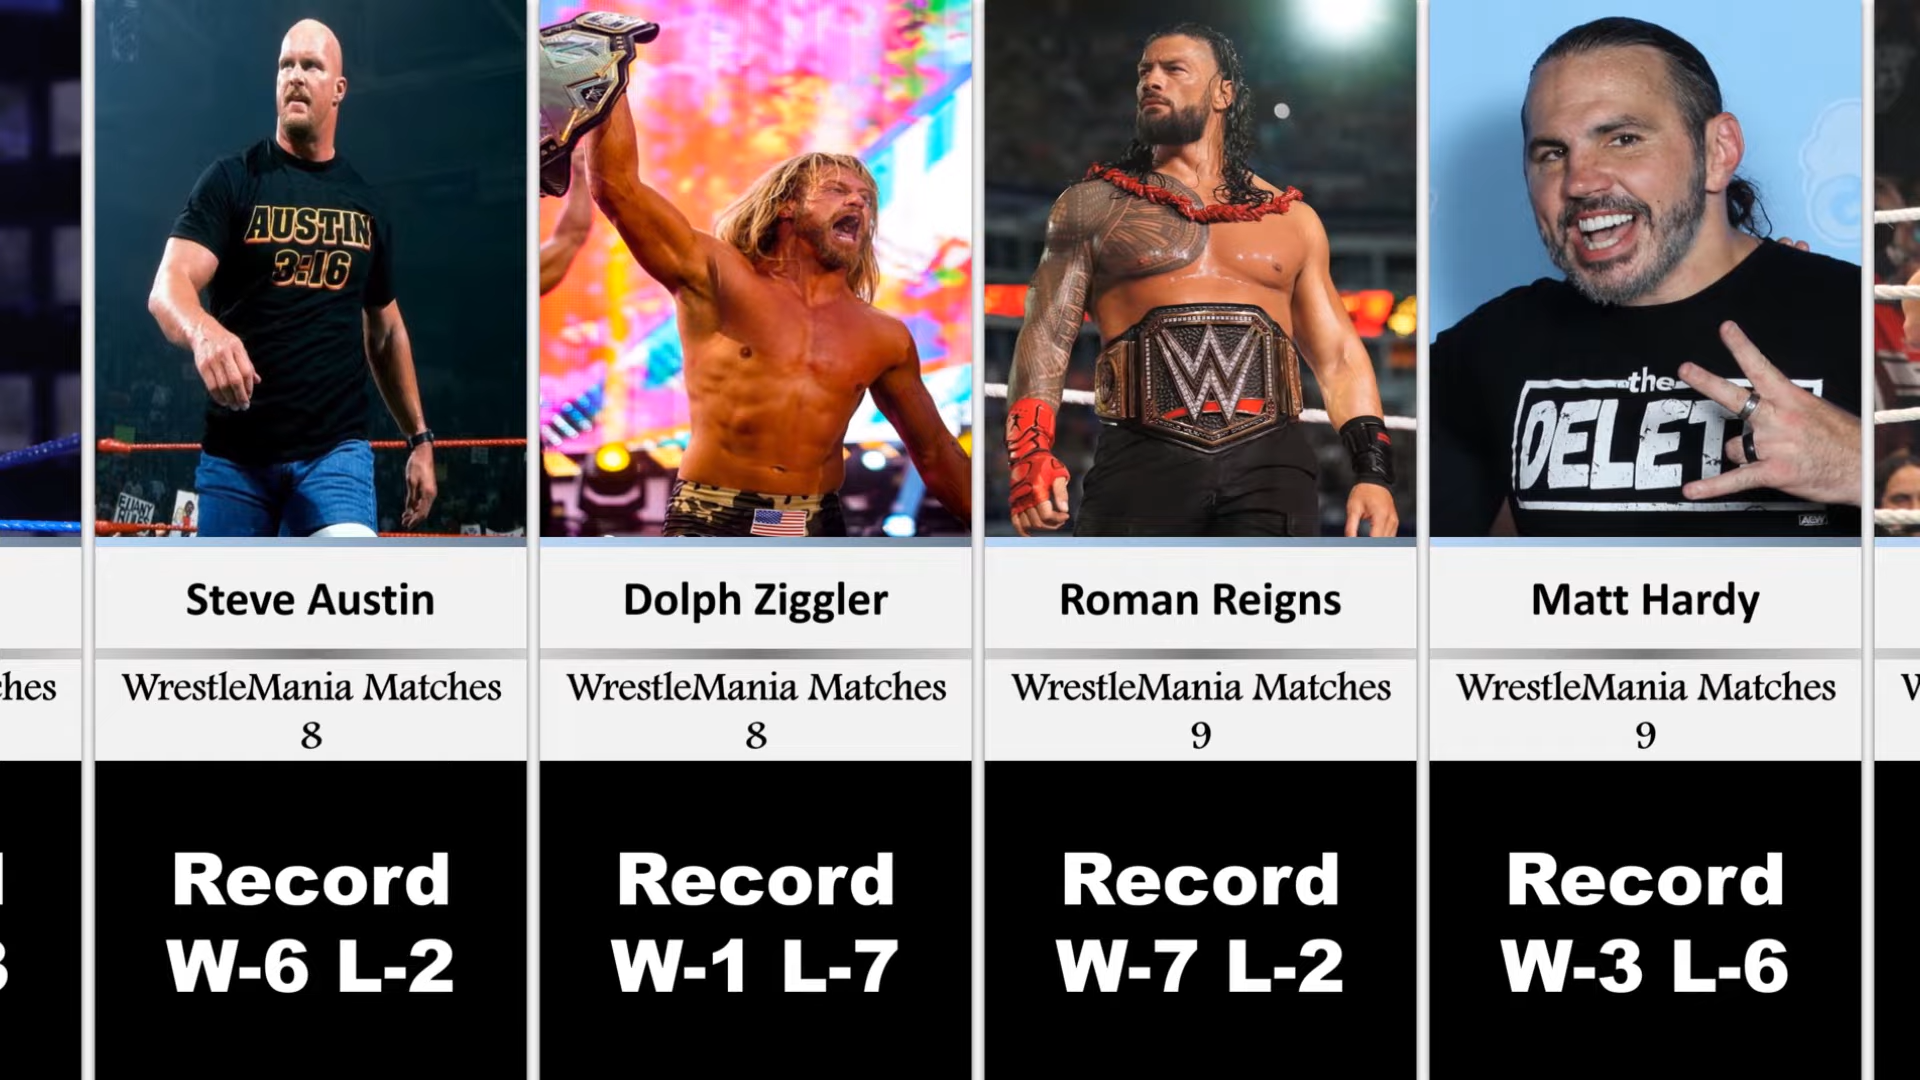 AUSTIN
3:16
the
DELET
AEW
Steve Austin
Dolph Ziggler
Roman Reigns
Matt Hardy
WrestleMania Matches
8
WrestleMania Matches
8
WrestleMania Matches
9
WrestleMania Matches
9
Record
W-6 L-2
Record
W-1 L-7
Record
W-7 L-2
Record
W-3 L-6